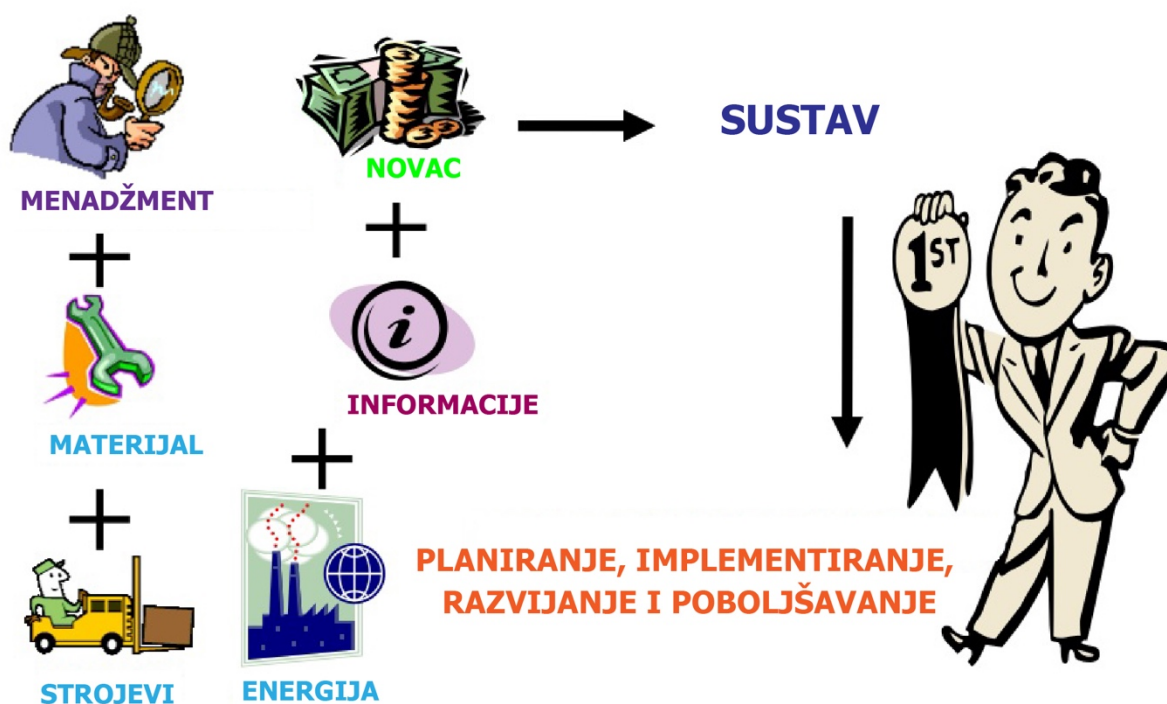 MENADŽMENT
MATERIJAL
STROJEVI
NOVAC
i
INFORMACIJE
ENERGIJA
SUSTAV
1ST
PLANIRANJE, IMPLEMENTIRANJE,
RAZVIJANJE I POBOLJŠAVANJE